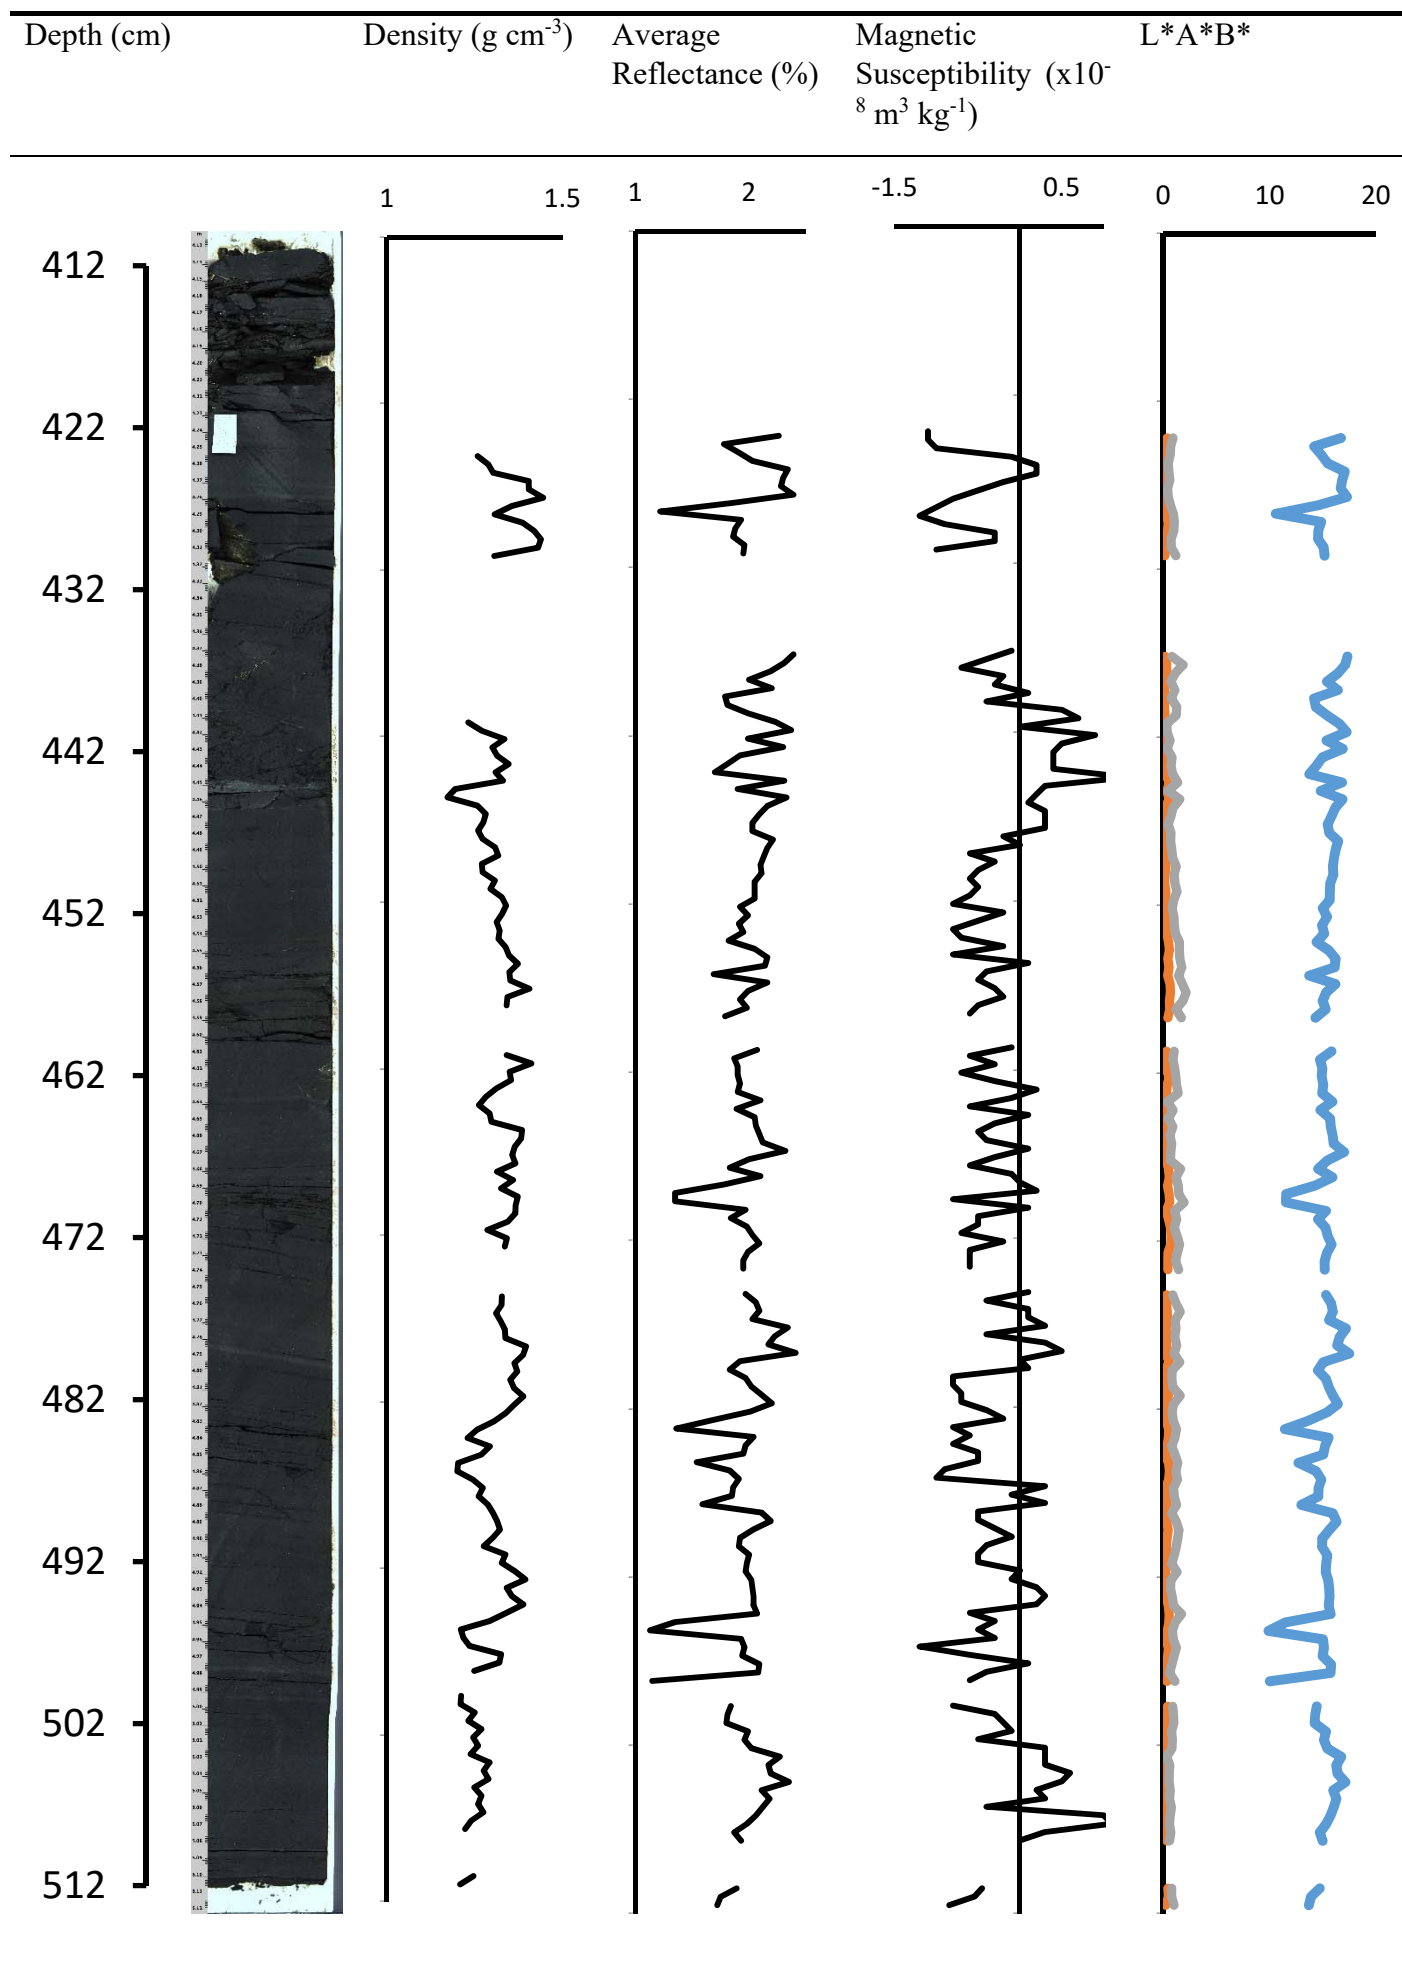 Depth (cm)
Density (g cm-3)
Average
Reflectance (%)
Magnetic
Susceptibility (x10-
8 m3 kg-1)
L*A*B*
1 1.5
1 2
-1.5 0.5
0 10 20
412
422
432
442
452
462
472
482
492
502
512